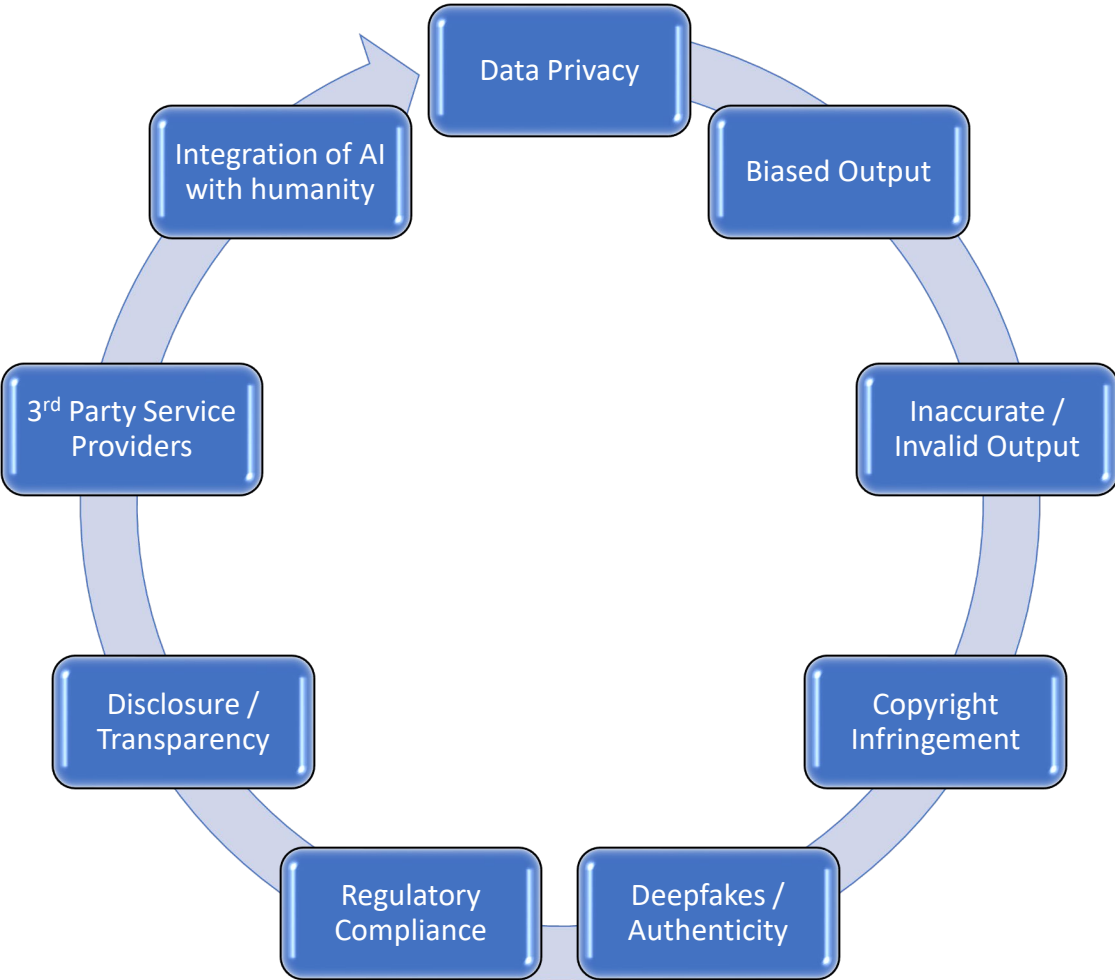 Data Privacy
Biased Output
Inaccurate /
Invalid Output
Copyright
Infringement
Deepfakes /
Authenticity
Regulatory
Compliance
Disclosure /
Transparency
3rd Party Service
Providers
Integration of AI
with humanity